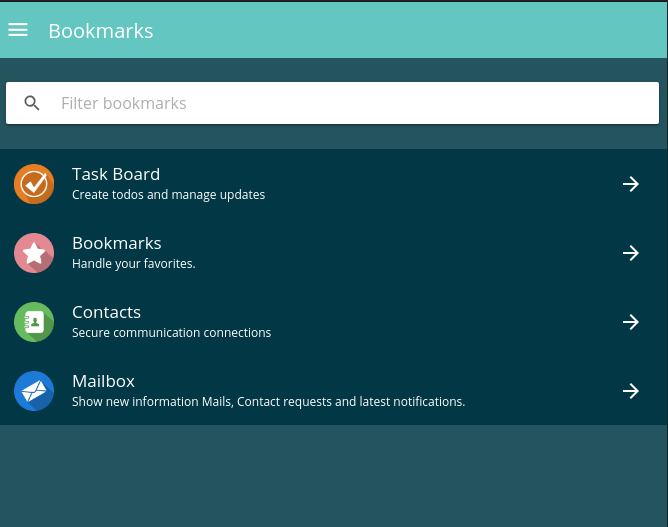 Bookmarks
Filter bookmarks
Task Board
Create todos and manage updates
Bookmarks
Handle your favorites.
Contacts
Secure communication connections
Mailbox
Show new information Mails, Contact requests and latest notifications.